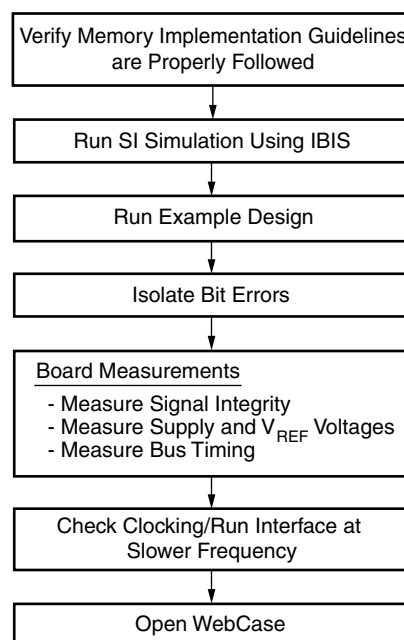 Verify Memory Implementation Guidelines
are Properly Followed
Run SI Simulation Using IBIS
Run Example Design
Isolate Bit Errors
Board Measurements
- Measure Signal Integrity
- Measure Supply and VREF Voltages
- Measure Bus Timing
Check Clocking/Run Interface at
Slower Frequency
Open WebCase